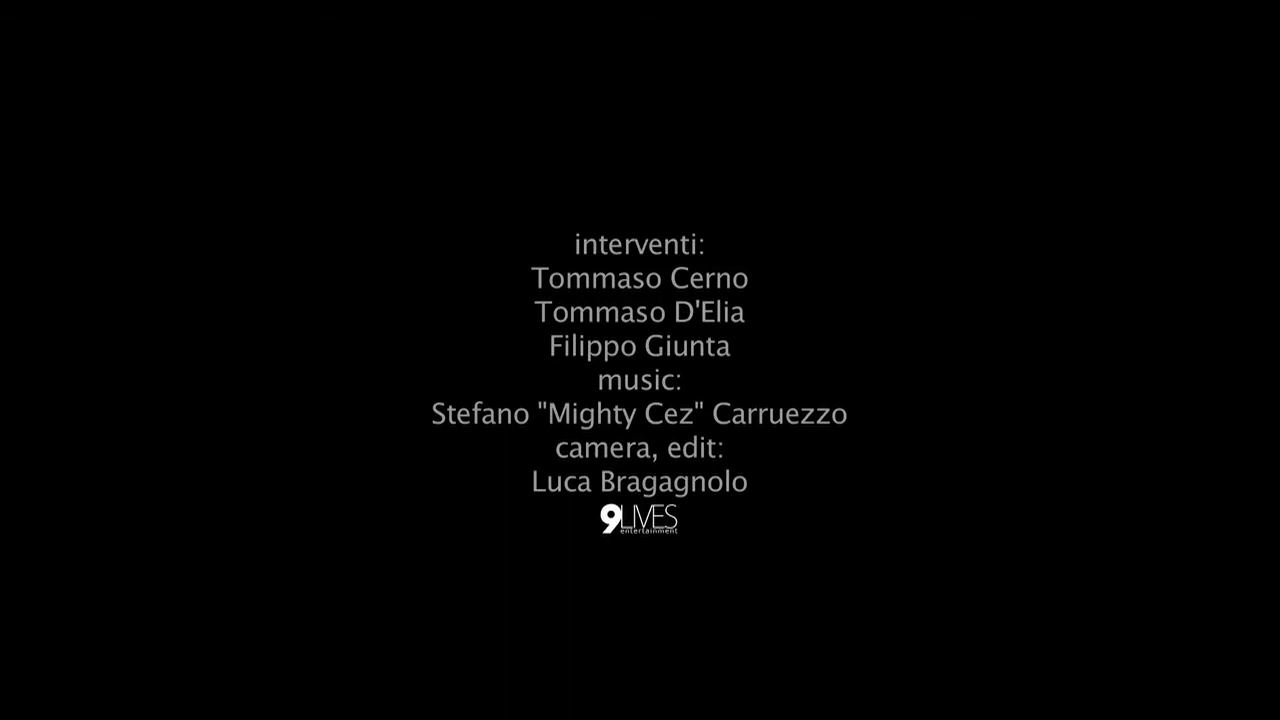 interventi:
Tommaso Cerno
Tommaso D'Elia
Filippo Giunta
music:
Stefano "Mighty Cez" Carruezzo
camera, edit:
Luca Bragagnolo
9LIVES
entertainment